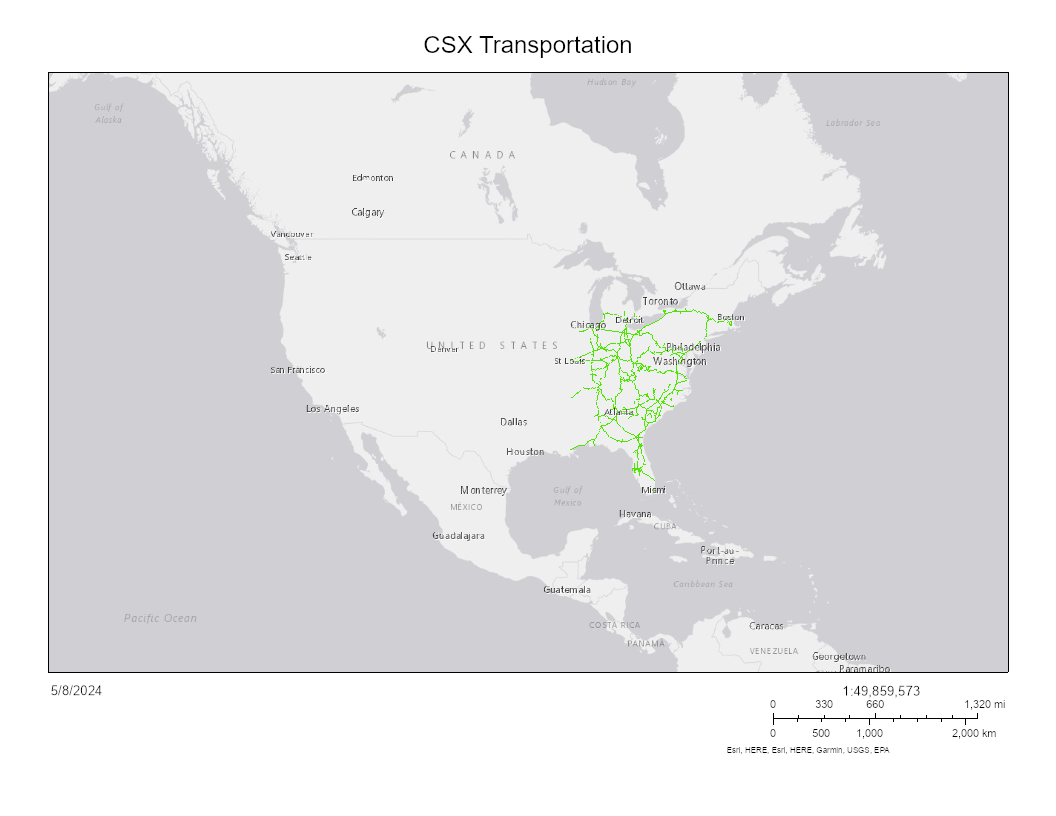 CSX Transportation
Hudson Bay
Gulf of
Alaska
Labrador Sea
CANADA
Edmonton
Calgary
Vancouver
Seattle
Ottawa
Toronto
Boston
Detroit
Chicago
UNITED STATES
Denver
Philadelphia
St Louis
Washington
San Francisco
Los Angeles
Atlanta
Dallas
Houston
Monterrey
Gulf of
Mexico
Miami
MÉXICO
Havana
CUBA
Guadalajara
Port-au-
Prince
Caribbean Sea
Guatemala
Pacific Ocean
COSTA RICA
Caracas
PANAMÁ
VENEZUELA
Georgetown
Paramaribo
5/8/2024
1:49,859,573
0 330 660 1,320 mi
0 500 1,000 2,000 km
Esri, HERE, Esri, HERE, Garmin, USGS, EPA